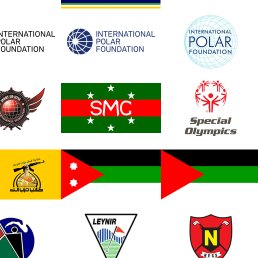 INTERNATIONAL
POLAR
FOUNDATION
INTERNATIONAL
POLAR
FOUNDATION
INTERNATIONAL
POLAR
FOUNDATION
SMC
Special
Olympics
LEYNIR
N